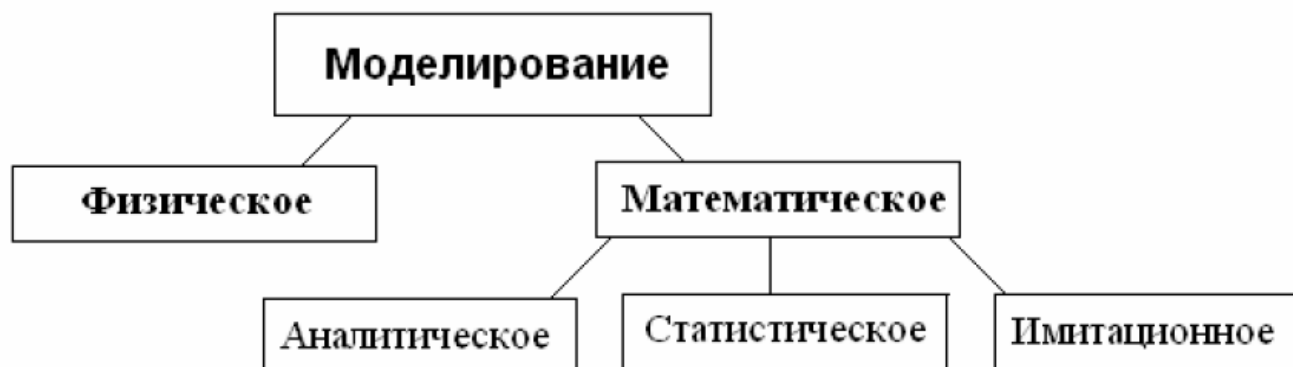 Моделирование
Физическое
Математическое
Аналитическое
Статистическое
Имитационное